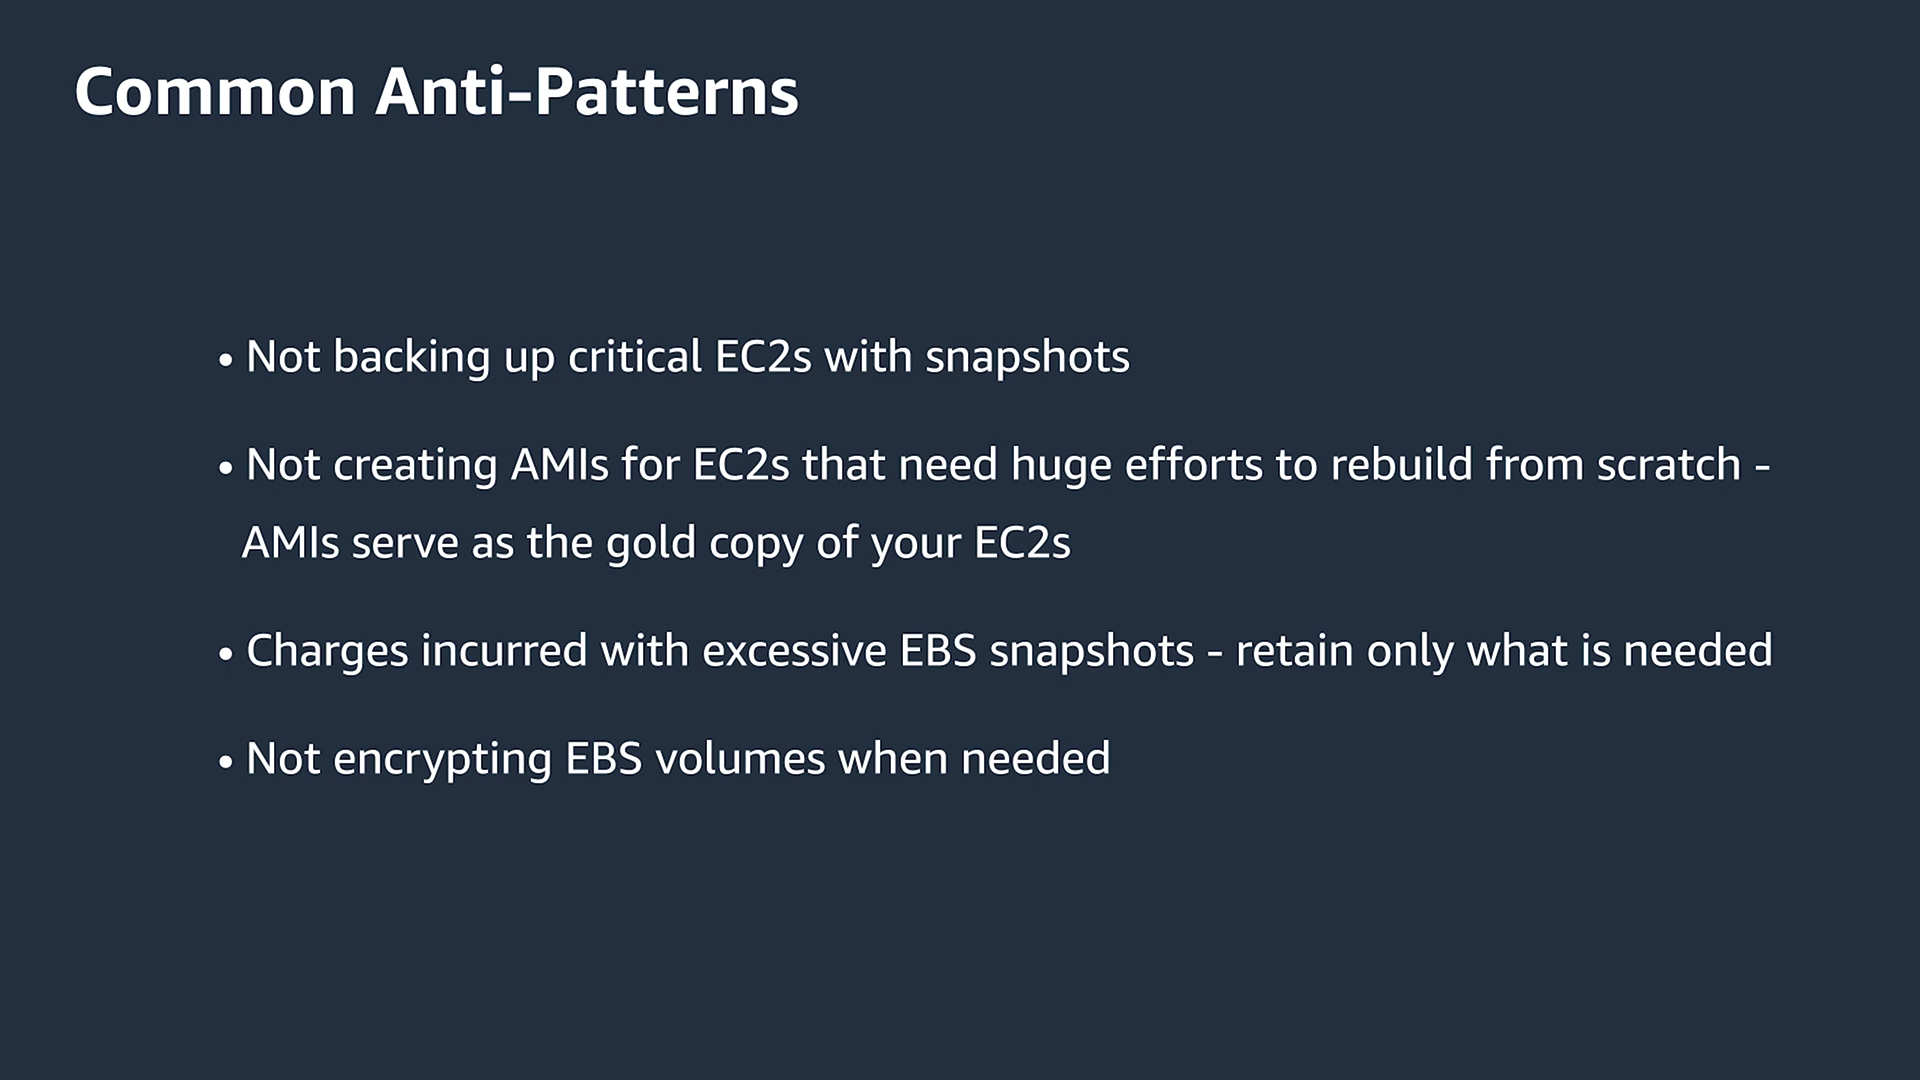 Common Anti-Patterns
• Not backing up critical EC2s with snapshots
• Not creating AMIs for EC2s that need huge efforts to rebuild from scratch -
AMIs serve as the gold copy of your EC2s
• Charges incurred with excessive EBS snapshots - retain only what is needed
• Not encrypting EBS volumes when needed